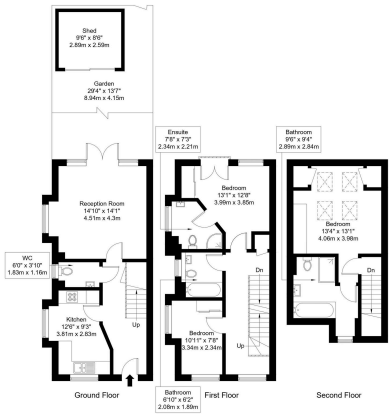 Shed
9'6" x 8'6"
2.89m x 2.59m
Garden
29'4" x 13'7"
8.94m x 4.15m
Reception Room
14'10" x 14'1"
4.51m x 4.3m
WC
6'0" x 3'10"
1.83m x 1.16m
Kitchen
12'6" x 9'3"
3.81m x 2.83m
Up
Ground Floor
Ensuite
7'8" x 7'3"
2.34m x 2.21m
Bedroom
13'1" x 12'8"
3.99m x 3.85m
Dn
Bedroom
10'11" x 7'8"
3.34m x 2.34m
Up
Bathroom
6'10" x 6'2"
2.08m x 1.89m
First Floor
Bathroom
9'6" x 9'4"
2.89m x 2.84m
Bedroom
13'4" x 13'1"
4.06m x 3.98m
Dn
Second Floor